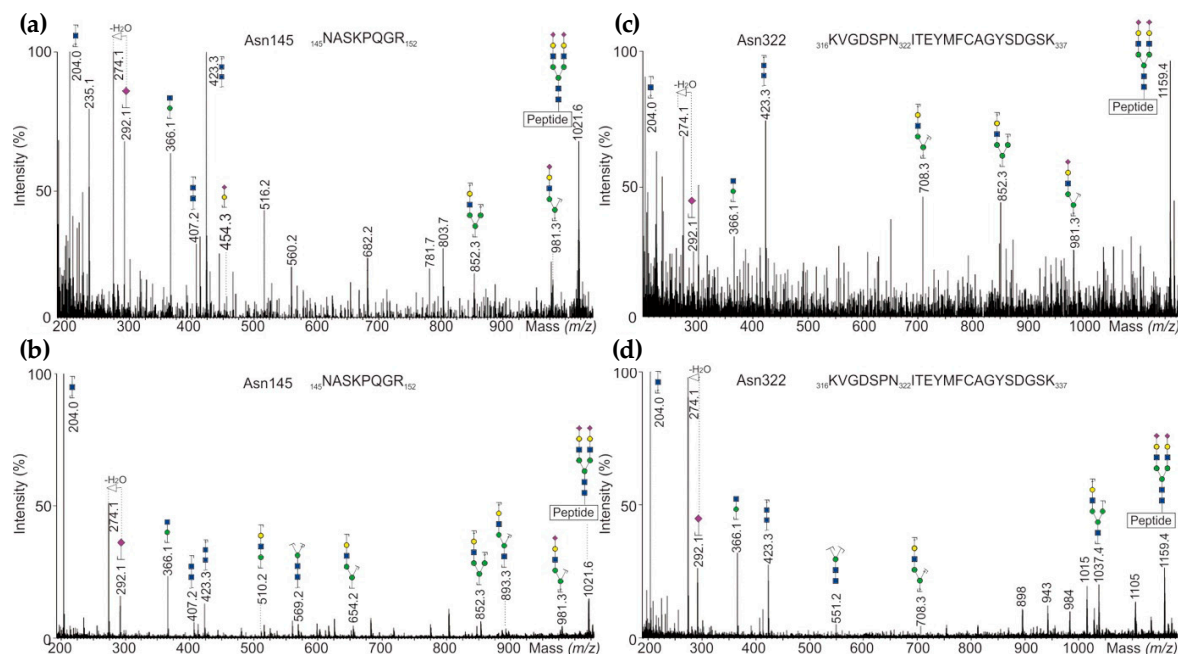 (a)
Asn145 145NASKPQGR152
Intensity (%)
100
50
0
204.0
235.1
-H2O
274.1
292.1
366.1
407.2
423.3
454.3
516.2
560.2
682.2
781.7
803.7
852.3
981.3
1021.6
Peptide
200 300 400 500 600 700 800 900 Mass (m/z)
(c)
Asn322 316KVGDSPN322ITEYMFCAGYSDGSK337
Intensity (%)
100
50
0
204.0
-H2O
274.1
292.1
366.1
423.3
708.3
852.3
981.3
1159.4
Peptide
300 400 500 600 700 800 900 1000 Mass (m/z)
(b)
Asn145 145NASKPQGR152
Intensity (%)
100
50
0
204.0
-H2O
274.1
292.1
366.1
407.2
423.3
510.2
569.2
654.2
852.3
893.3
981.3
1021.6
Peptide
200 300 400 500 600 700 800 900 Mass (m/z)
(d)
Asn322 316KVGDSPN322ITEYMFCAGYSDGSK337
Intensity (%)
100
50
0
204.0
-H2O
274.1
292.1
366.1
423.3
551.2
708.3
898
943
984
1015
1037.4
1105
1159.4
Peptide
200 300 400 500 600 700 800 1000 Mass (m/z)